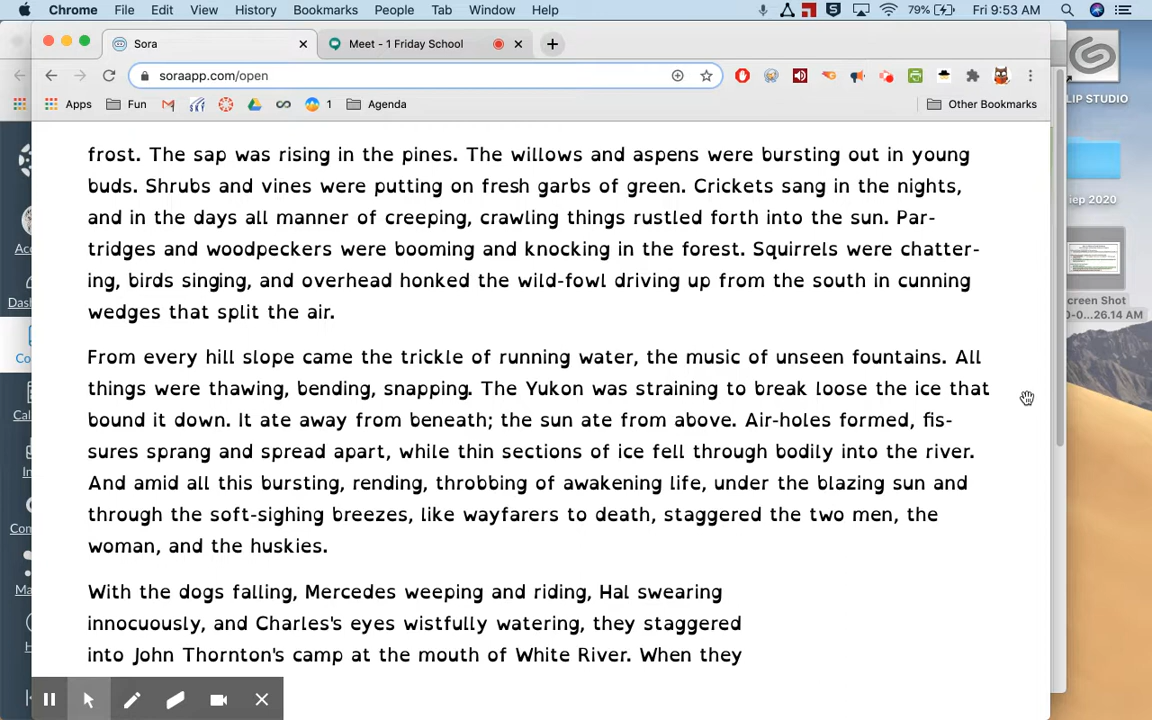 Chrome File Edit View History Bookmarks People Tab Window Help 79% Fri 9:53 AM
Sora Meet - 1 Friday School
soraapp.com/open
Apps Fun 1 Agenda Other Bookmarks
LIP STUDIO
frost. The sap was rising in the pines. The willows and aspens were bursting out in young
buds. Shrubs and vines were putting on fresh garbs of green. Crickets sang in the nights,
iep 2020
and in the days all manner of creeping, crawling things rustled forth into the sun. Par-
tridges and woodpeckers were booming and knocking in the forest. Squirrels were chatter-
ing, birds singing, and overhead honked the wild-fowl driving up from the south in cunning
wedges that split the air.
creen Shot
0-0...26.14 AM
From every hill slope came the trickle of running water, the music of unseen fountains. All
things were thawing, bending, snapping. The Yukon was straining to break loose the ice that
bound it down. It ate away from beneath; the sun ate from above. Air-holes formed, fis-
sures sprang and spread apart, while thin sections of ice fell through bodily into the river.
And amid all this bursting, rending, throbbing of awakening life, under the blazing sun and
through the soft-sighing breezes, like wayfarers to death, staggered the two men, the
woman, and the huskies.
With the dogs falling, Mercedes weeping and riding, Hal swearing
innocuously, and Charles's eyes wistfully watering, they staggered
into John Thornton's camp at the mouth of White River. When they
Acc
Dash
Co
Cal
In
Com
Ma
H